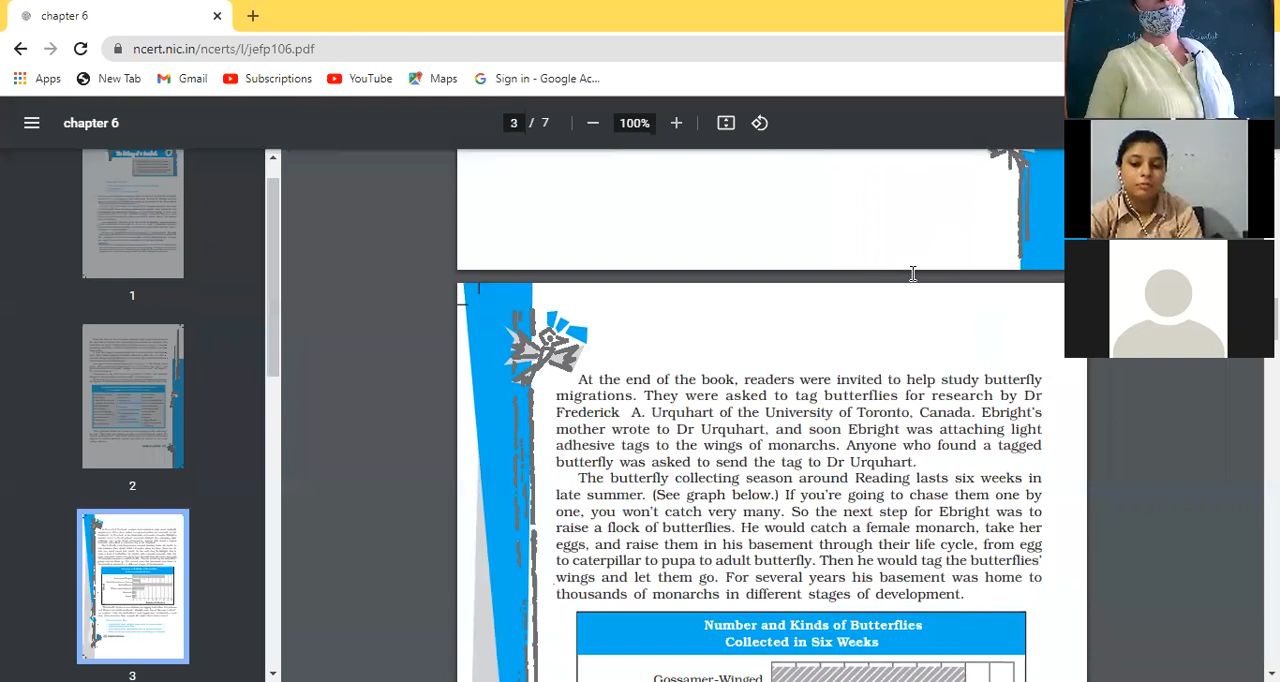 chapter 6
ncert.nic.in/ncerts/l/jefp106.pdf
Apps
New Tab
Gmail
Subscriptions
YouTube
Maps
Sign in - Google Ac...
chapter 6
3 / 7
100%
1
2
3
At the end of the book, readers were invited to help study butterfly
migrations. They were asked to tag butterflies for research by Dr
Frederick A. Urquhart of the University of Toronto, Canada. Ebright's
mother wrote to Dr Urquhart, and soon Ebright was attaching light
adhesive tags to the wings of monarchs. Anyone who found a tagged
butterfly was asked to send the tag to Dr Urquhart.
The butterfly collecting season around Reading lasts six weeks in
late summer. (See graph below.) If you're going to chase them one by
one, you won't catch very many. So the next step for Ebright was to
raise a flock of butterflies. He would catch a female monarch, take her
eggs, and raise them in his basement through their life cycle, from egg
to caterpillar to pupa to adult butterfly. Then he would tag the butterflies'
wings and let them go. For several years his basement was home to
thousands of monarchs in different stages of development.
Number and Kinds of Butterflies
Collected in Six Weeks
Gossamer-Winged